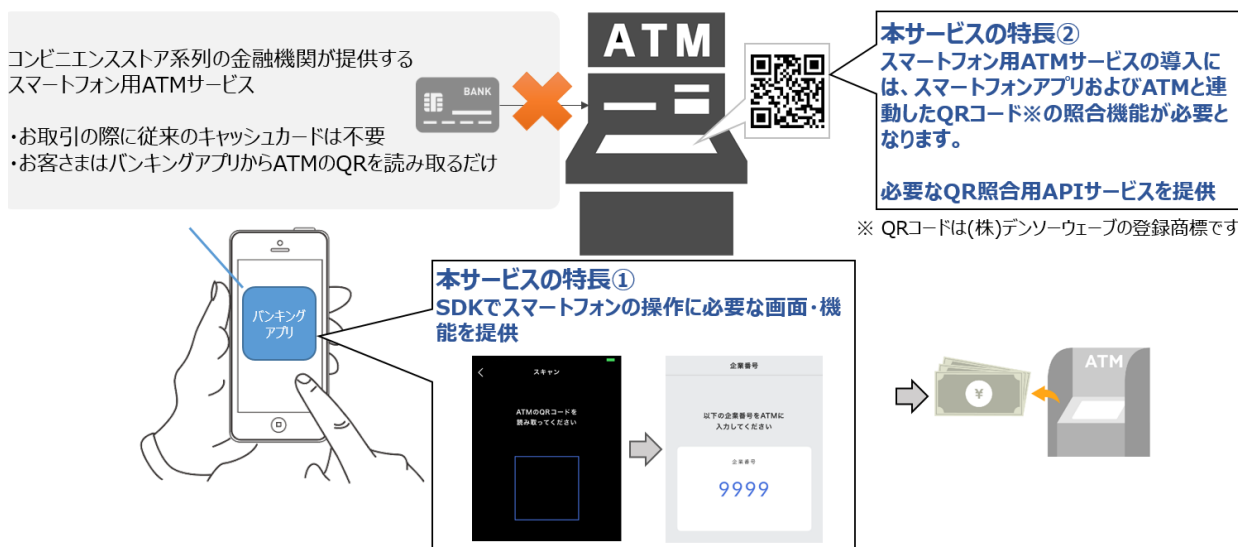 コンビニエンスストア系列の金融機関が提供する
スマートフォン用ATMサービス
・お取引の際に従来のキャッシュカードは不要
・お客さまはバンキングアプリからATMのQRを読み取るだけ
BANK
ATM
本サービスの特長②
スマートフォン用ATMサービスの導入に
は、スマートフォンアプリおよびATMと連
動したQRコード※の照合機能が必要と
なります。
必要なQR照合用APIサービスを提供
※ QRコードは(株)デンソーウェーブの登録商標です
バンキング
アプリ
本サービスの特長①
SDKでスマートフォンの操作に必要な画面・機
能を提供
スキャン
ATMのQRコードを
読み取ってください
企業番号
以下の企業番号をATMに
入力してください
企業番号
9999
¥
ATM